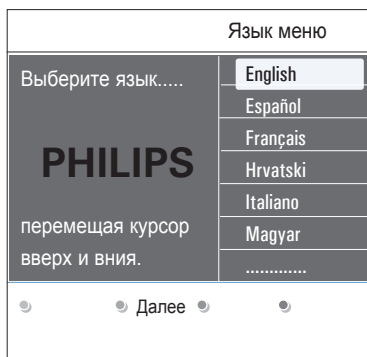 Язык меню
Выберите язык.....
PHILIPS
перемещая курсор
вверх и вния.
English
Español
Français
Hrvatski
Italiano
Magyar
.............
Далее